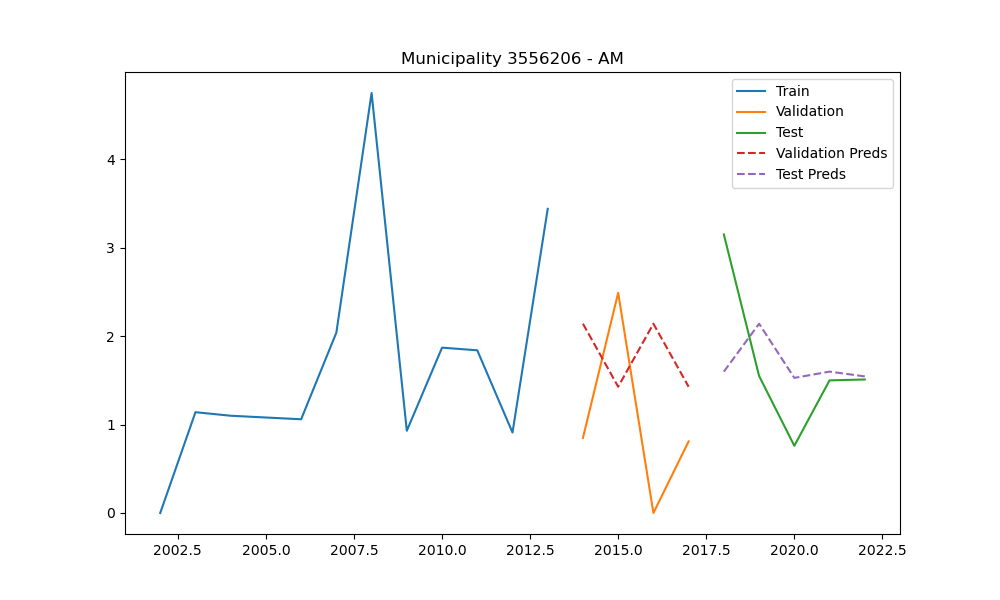 Municipality 3556206 - AM
Train
Validation
Test
Validation Preds
Test Preds
4
3
2
1
0
2002.5 2005.0 2007.5 2010.0 2012.5 2015.0 2017.5 2020.0 2022.5